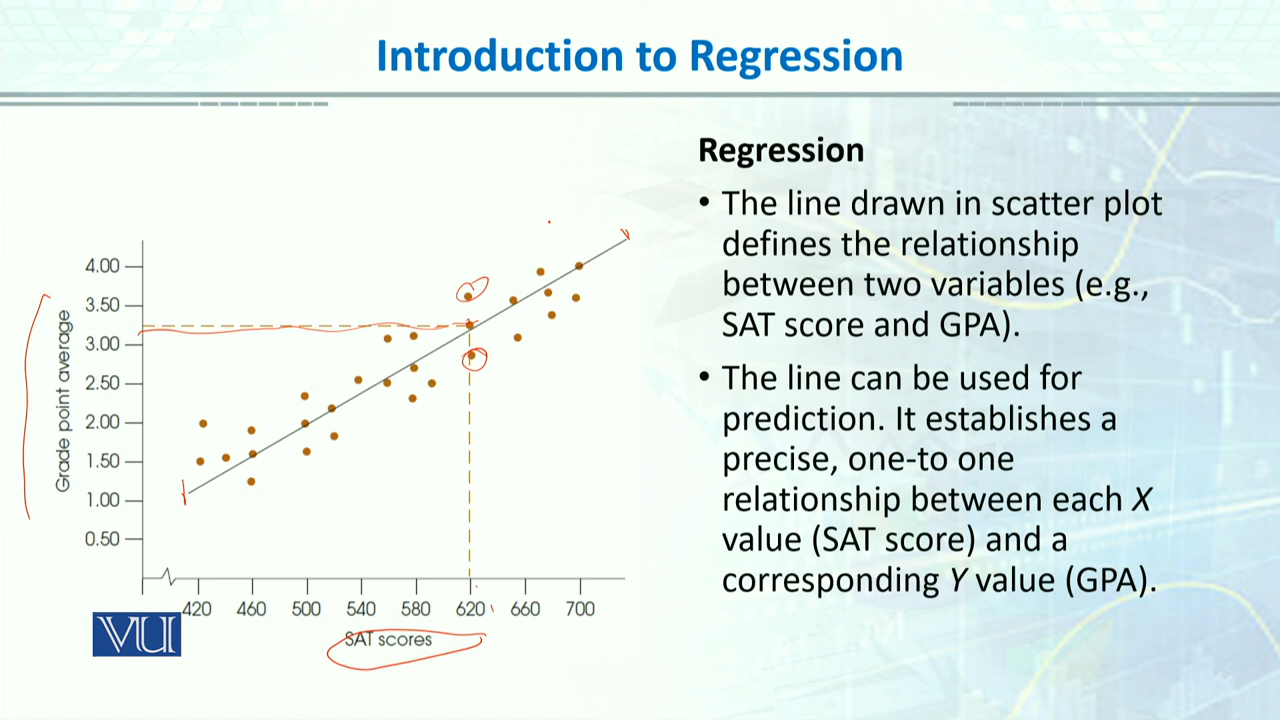 Introduction to Regression
Regression
• The line drawn in scatter plot
defines the relationship
between two variables (e.g.,
SAT score and GPA).
• The line can be used for
prediction. It establishes a
precise, one-to one
relationship between each X
value (SAT score) and a
corresponding Y value (GPA).
Grade point average
4.00
3.50
3.00
2.50
2.00
1.50
1.00
0.50
420 460 500 540 580 620 660 700
SAT scores
VU